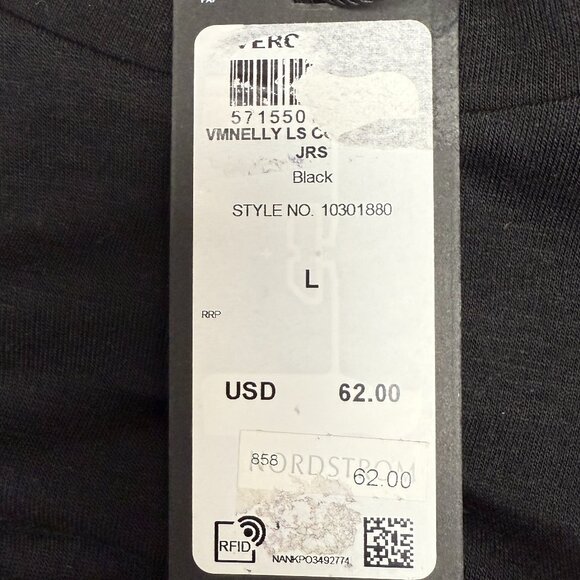 VERO
571550
VMNELLY LS
JRS
Black
STYLE NO. 10301880
L
RRP
USD 62.00
858
NORDSTROM
62.00
RFID
NANKPO3492774